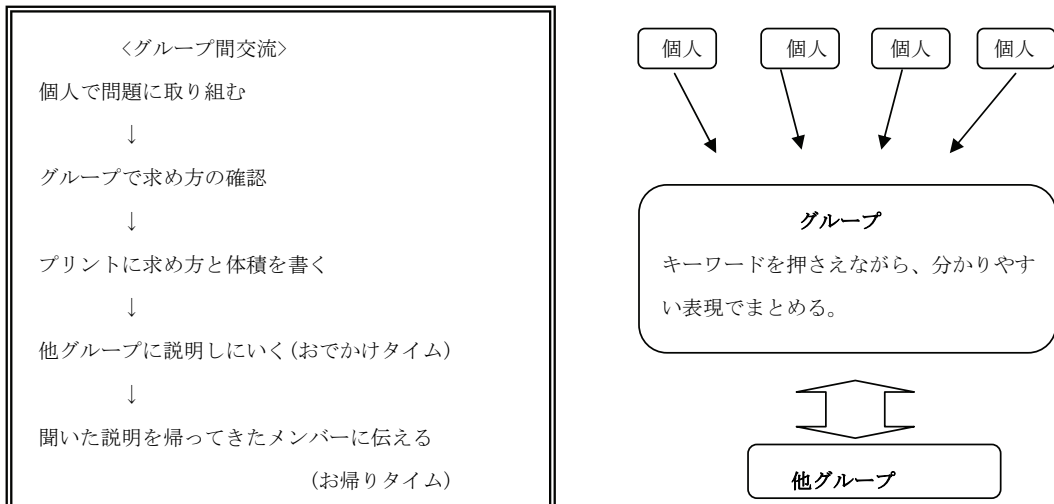 <グループ間交流>
個人で問題に取り組む
↓
グループで求め方の確認
↓
プリントに求め方と体積を書く
↓
他グループに説明しにいく(おでかけタイム)
↓
聞いた説明を帰ってきたメンバーに伝える
(お帰りタイム)
個人 個人 個人 個人
グループ
キーワードを押さえながら、分かりやす
い表現でまとめる。
他グループ